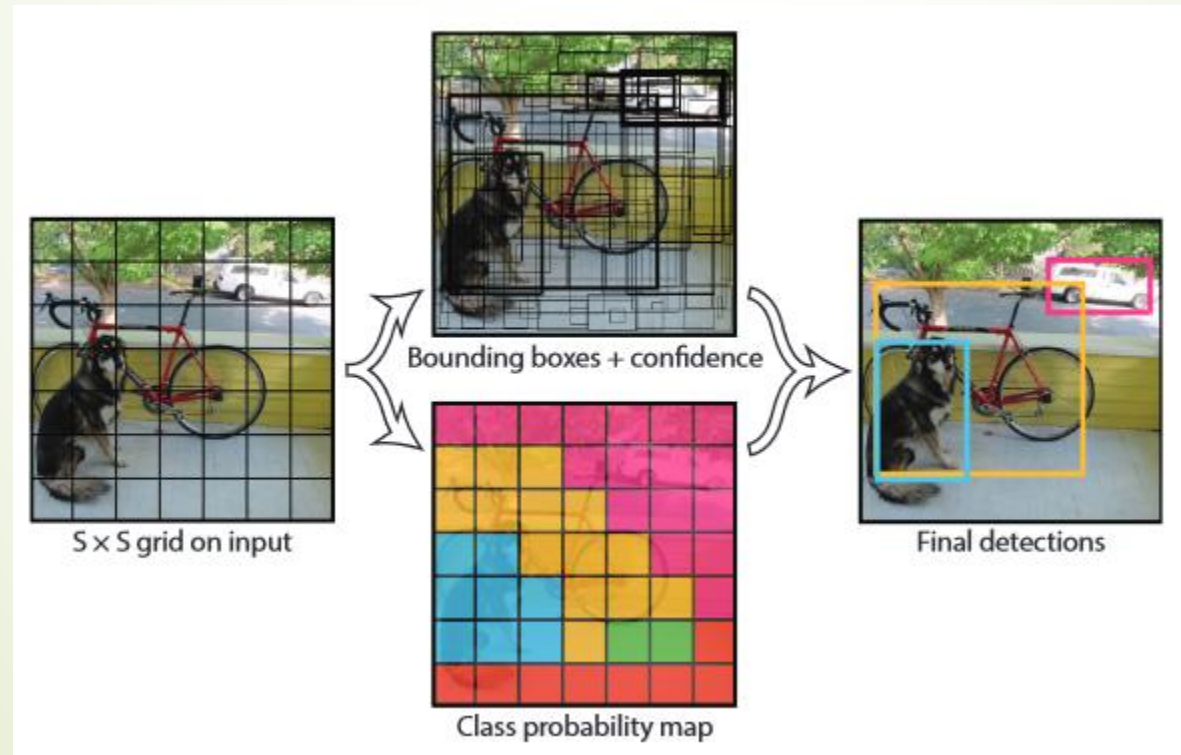 S × S grid on input
Bounding boxes + confidence
Class probability map
Final detections